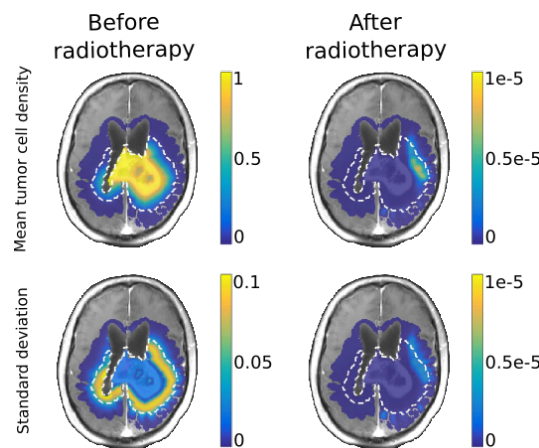 Before
radiotherapy
After
radiotherapy
Mean tumor cell density
1
0.5
0
1e-5
0.5e-5
0
Standard deviation
0.1
0.05
0
1e-5
0.5e-5
0